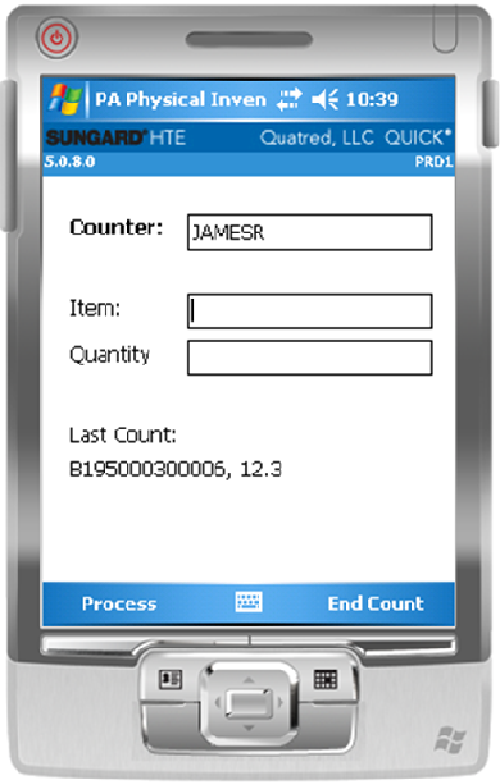 PA Physical Inven 10:39
SUNGARD® HTE Quatred, LLC QUICK®
5.0.8.0 PRD1
Counter: JAMESR
Item:
Quantity
Last Count:
B195000300006, 12.3
Process End Count